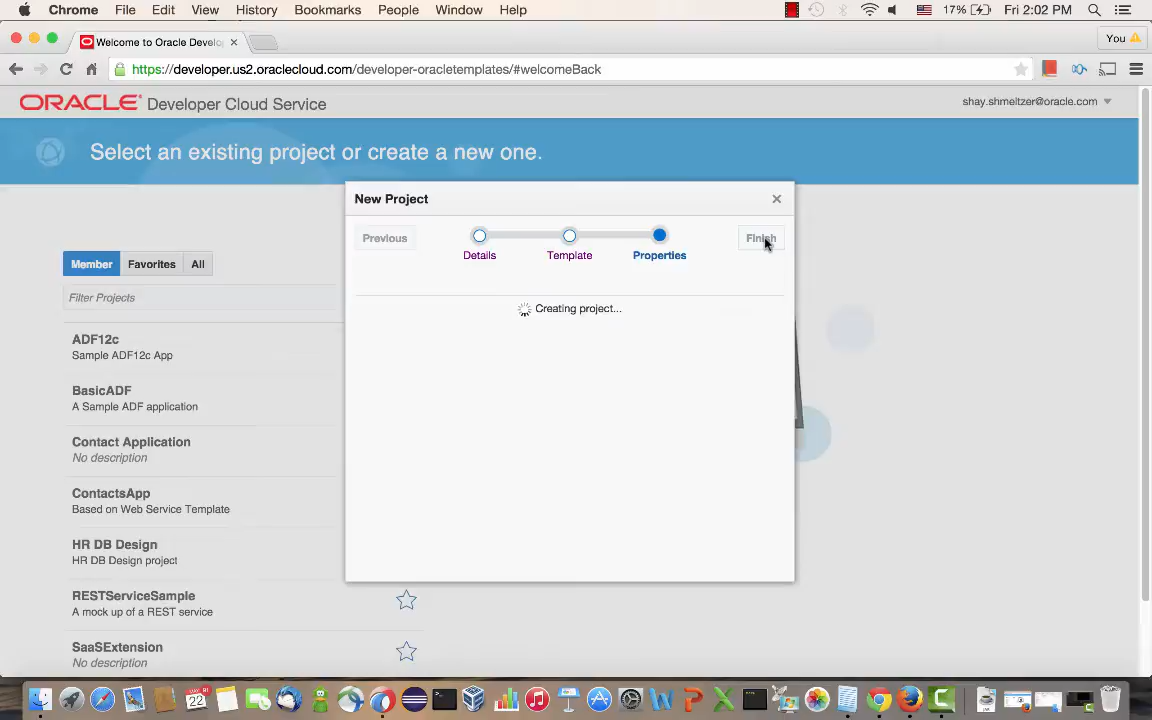 Chrome File Edit View History Bookmarks People Window Help 17% Fri 2:02 PM
Welcome to Oracle Develo You
https://developer.us2.oraclecloud.com/developer-oracletemplates/#welcomeBack
ORACLE Developer Cloud Service shay.shmeltzer@oracle.com
Select an existing project or create a new one.
New Project
Previous Finish
Details Template Properties
Creating project...
Member Favorites All
Filter Projects
ADF12c
Sample ADF12c App
BasicADF
A Sample ADF application
Contact Application
No description
ContactsApp
Based on Web Service Template
HR DB Design
HR DB Design project
RESTServiceSample
A mock up of a REST service
SaaSExtension
No description
22